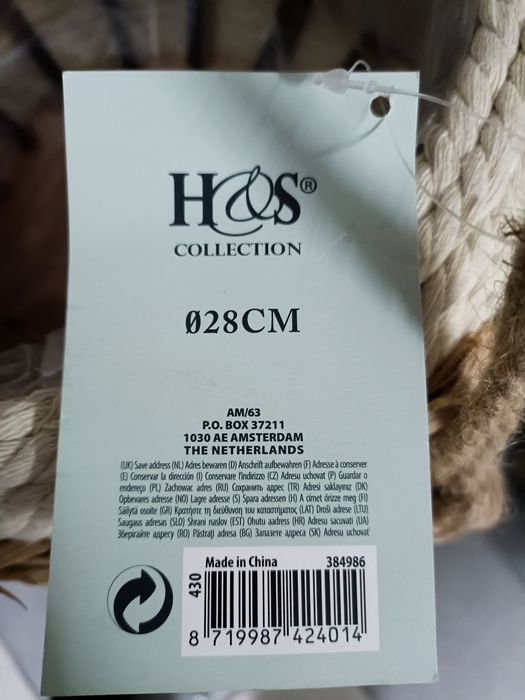 H&S®
COLLECTION
Ø28CM
AM/63
P.O. BOX 37211
1030 AE AMSTERDAM
THE NETHERLANDS
(UK) Save address (NL) Adres bewaren (D) Anschrift aufbewahren (F) Adresse à conserver
(E) Conservar la dirección (I) Conservare l'indirizzo (CZ) Adresu uchovat (P) Guardar o
endereço (PL) Zachowac adres (RU) Сохранить адрес (TR) Adresi saklayınız (DK)
Opbevares adresse (NO) Lagre adresse (S) Spara adressen (H) A címet őrizze meg (FI)
Säilytä osoite (GR) Κρατήστε τη διεύθυνση του καταστήματος (LAT) Droši adrese (LTU)
Saugus adresas (SLO) Shrani naslov (EST) Ohutu aadress (HR) Adresu sacuvati (UA)
Зберигайте адресу (RO) Păstrați adresa (BG) Запазете адреса (SK) Adresu uchovať
Made in China 384986
430
8 719987 424014